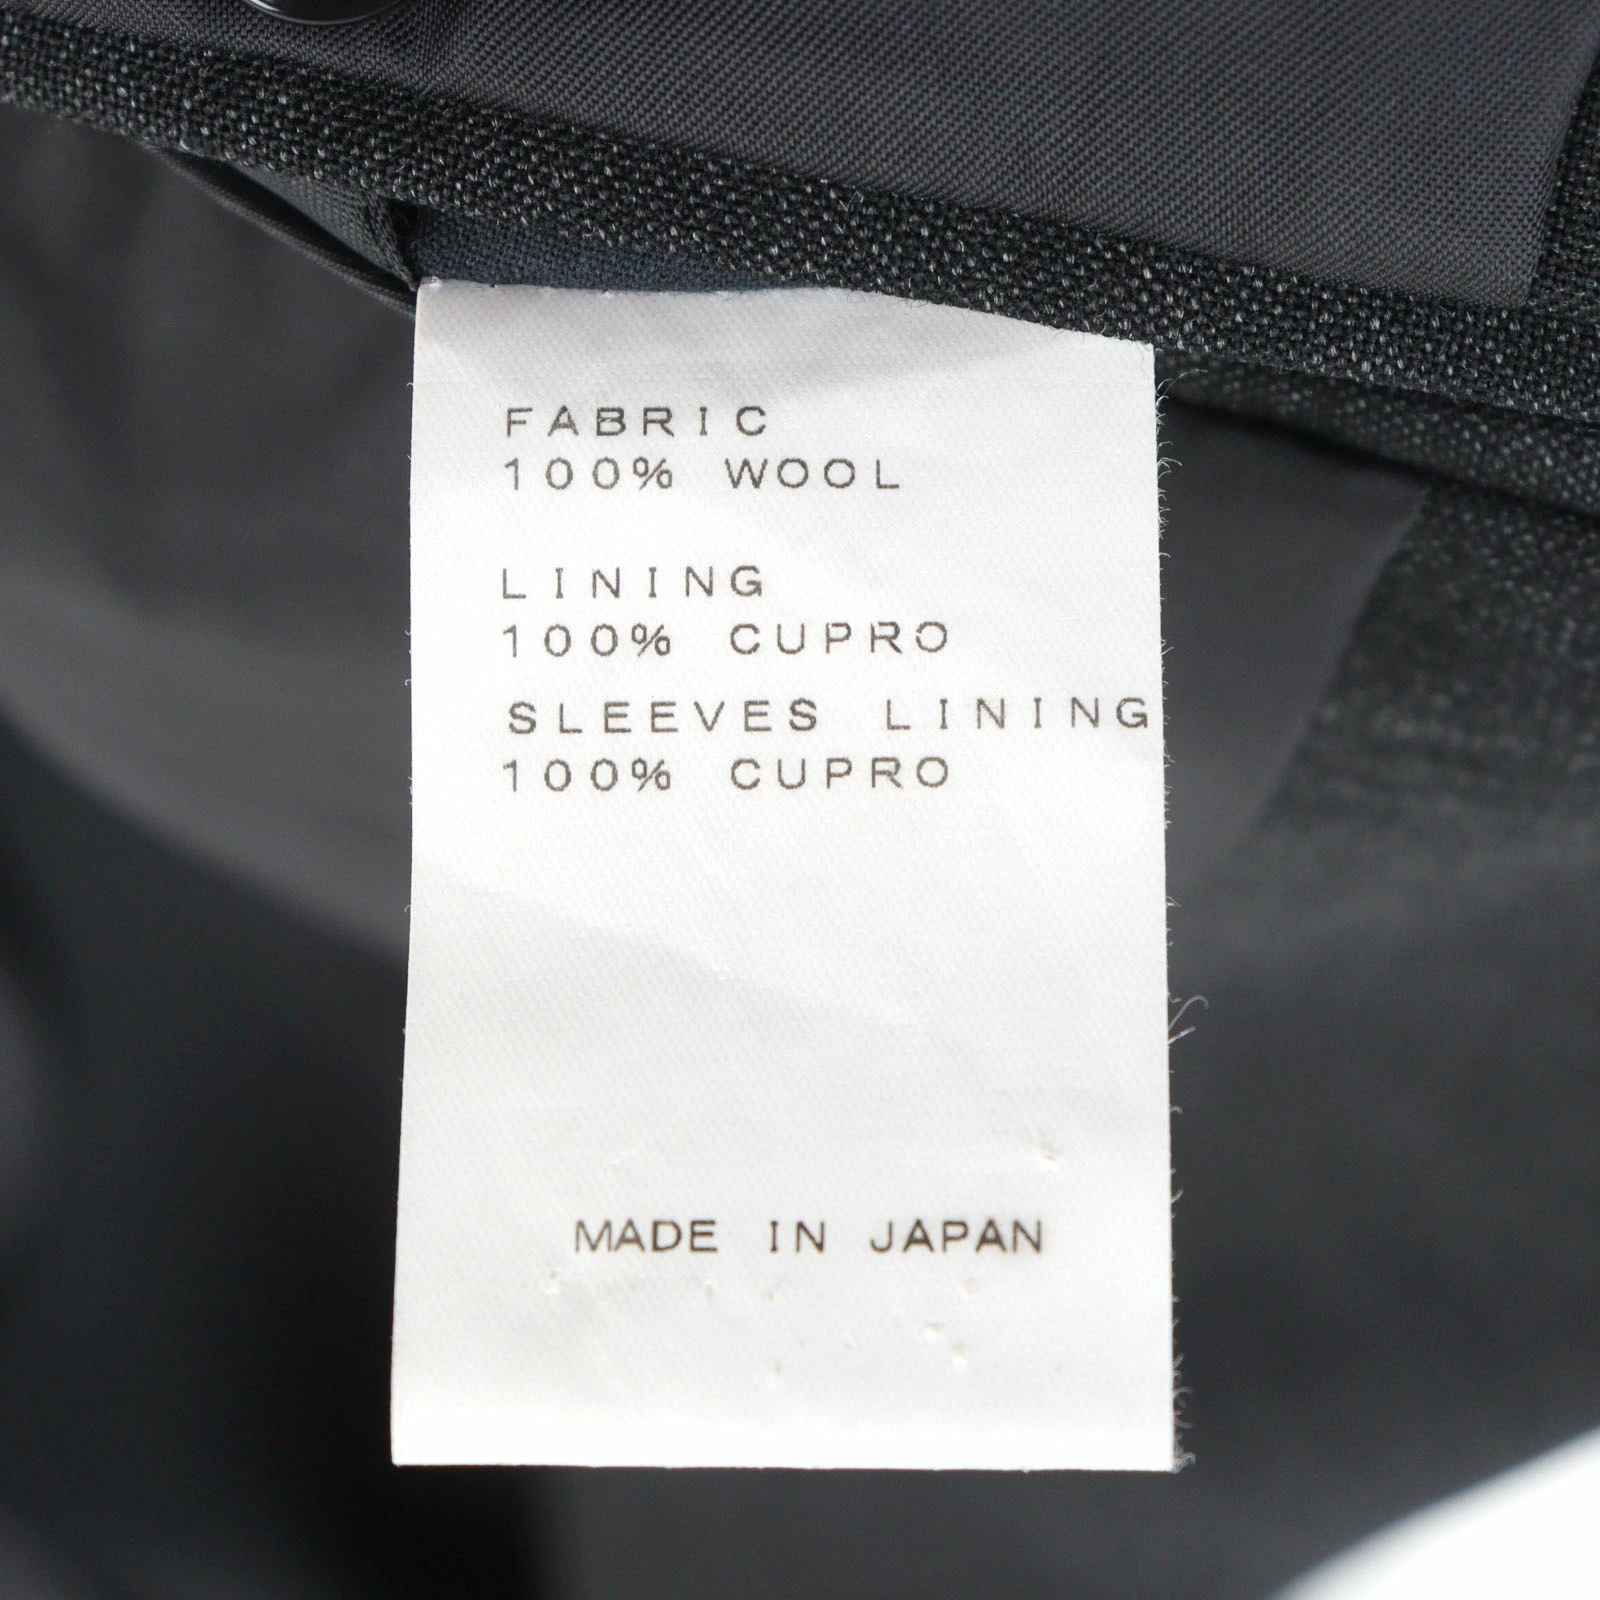 FABRIC
100% WOOL
LINING
100% CUPRO
SLEEVES LINING
100% CUPRO
MADE IN JAPAN